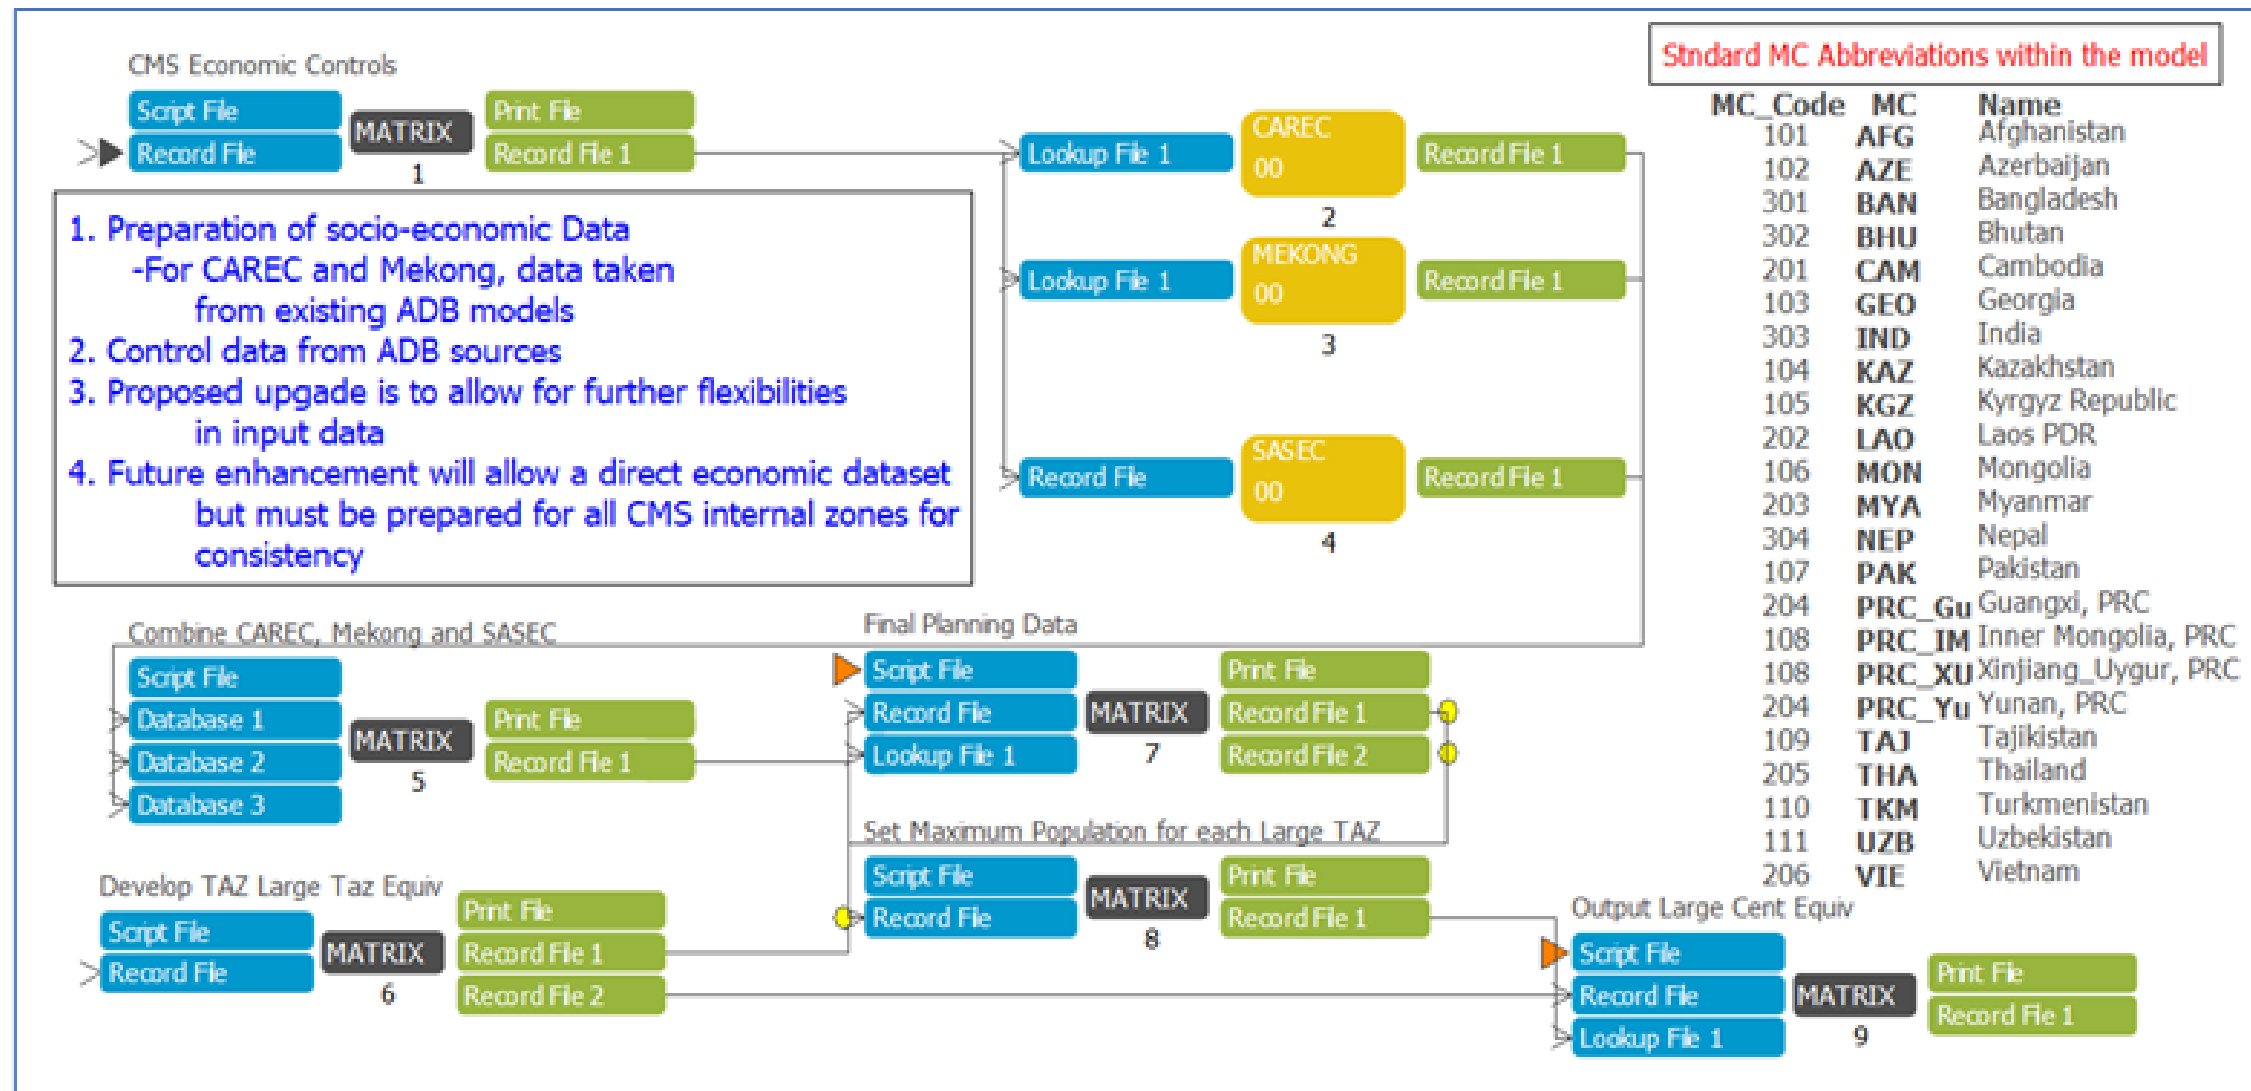 CMS Economic Controls
Script File
Record File
MATRIX
1
Print File
Record File 1
Lookup File 1
CAREC
00
Record File 1
2
Lookup File 1
MEKONG
00
Record File 1
3
Record File
SASEC
00
Record File 1
4
1. Preparation of socio-economic Data
-For CAREC and Mekong, data taken
from existing ADB models
2. Control data from ADB sources
3. Proposed upgade is to allow for further flexibilities
in input data
4. Future enhancement will allow a direct economic dataset
but must be prepared for all CMS internal zones for
consistency
Stndard MC Abbreviations within the model
MC_Code MC Name
101 AFG Afghanistan
102 AZE Azerbaijan
301 BAN Bangladesh
302 BHU Bhutan
201 CAM Cambodia
103 GEO Georgia
303 IND India
104 KAZ Kazakhstan
105 KGZ Kyrgyz Republic
202 LAO Laos PDR
106 MON Mongolia
203 MYA Myanmar
304 NEP Nepal
107 PAK Pakistan
204 PRC_Gu Guangxi, PRC
108 PRC_IM Inner Mongolia, PRC
108 PRC_XU Xinjiang_Uygur, PRC
204 PRC_Yu Yunan, PRC
109 TAJ Tajikistan
205 THA Thailand
110 TKM Turkmenistan
111 UZB Uzbekistan
206 VIE Vietnam
Combine CAREC, Mekong and SASEC
Script File
Database 1
Database 2
Database 3
MATRIX
5
Print File
Record File 1
Final Planning Data
Script File
Record File
Lookup File 1
MATRIX
7
Print File
Record File 1
Record File 2
Develop TAZ Large Taz Equiv
Script File
Record File
MATRIX
6
Print File
Record File 1
Record File 2
Set Maximum Population for each Large TAZ
Script File
Record File
MATRIX
8
Print File
Record File 1
Output Large Cent Equiv
Script File
Record File
Lookup File 1
MATRIX
9
Print File
Record File 1